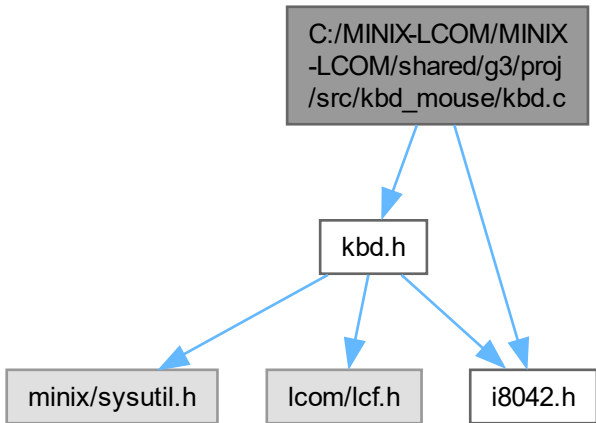 C:/MINIX-LCOM/MINIX
-LCOM/shared/g3/proj
/src/kbd_mouse/kbd.c
kbd.h
minix/sysutil.h
lcom/lcf.h
i8042.h